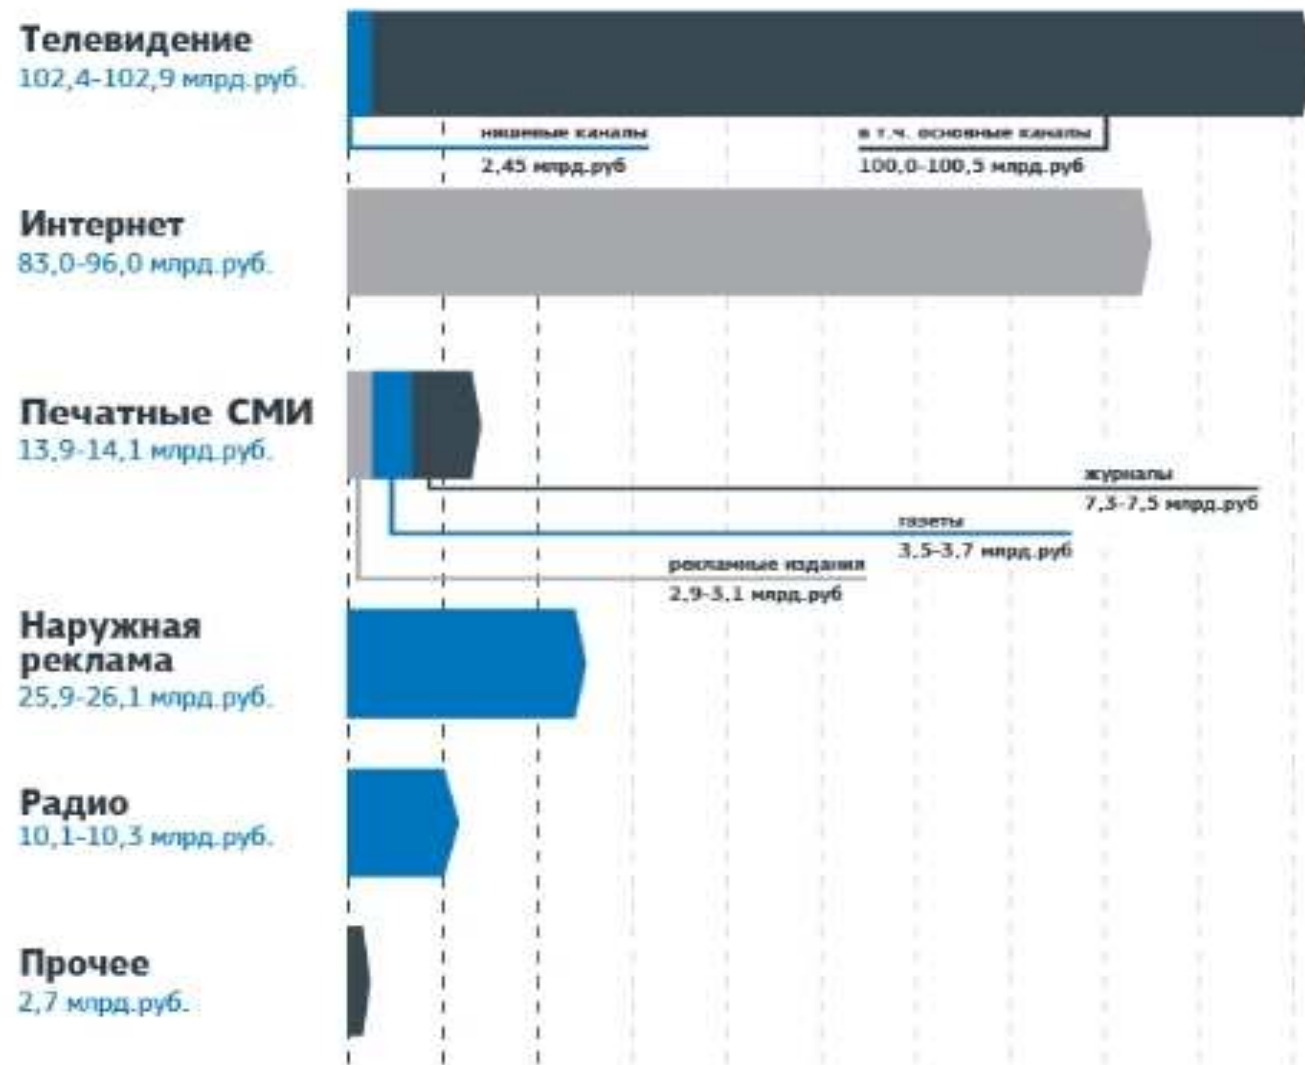 Телевидение
102,4-102,9 млрд.руб.
нишевые каналы
2,45 млрд.руб
в т.ч. основные каналы
100,0-100,5 млрд.руб
Интернет
83,0-96,0 млрд.руб.
Печатные СМИ
13,9-14,1 млрд.руб.
журналы
7,3-7,5 млрд.руб
газеты
3,5-3,7 млрд.руб
рекламные издания
2,9-3,1 млрд.руб
Наружная
реклама
25,9-26,1 млрд.руб.
Радио
10,1-10,3 млрд.руб.
Прочее
2,7 млрд.руб.